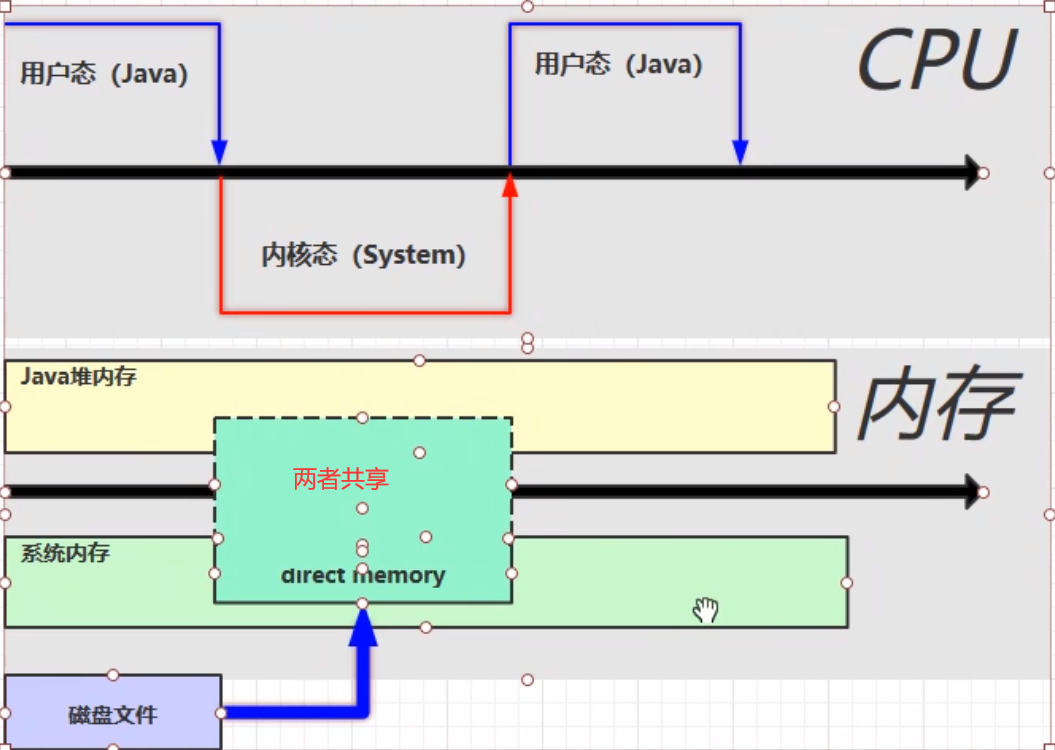 用户态（Java）
用户态（Java）
CPU
内核态（System）
Java堆内存
内存
两者共享
系统内存
direct memory
磁盘文件